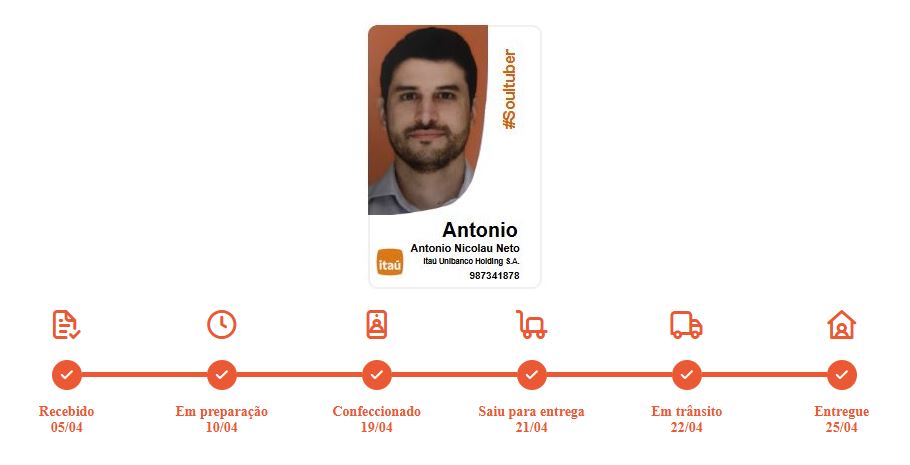 #Soultuber
Antonio
Antonio Nicolau Neto
Itaú Unibanco Holding S.A.
itaú
987341878
Recebido
05/04
Em preparação
10/04
Confeccionado
19/04
Saiu para entrega
21/04
Em trânsito
22/04
Entregue
25/04